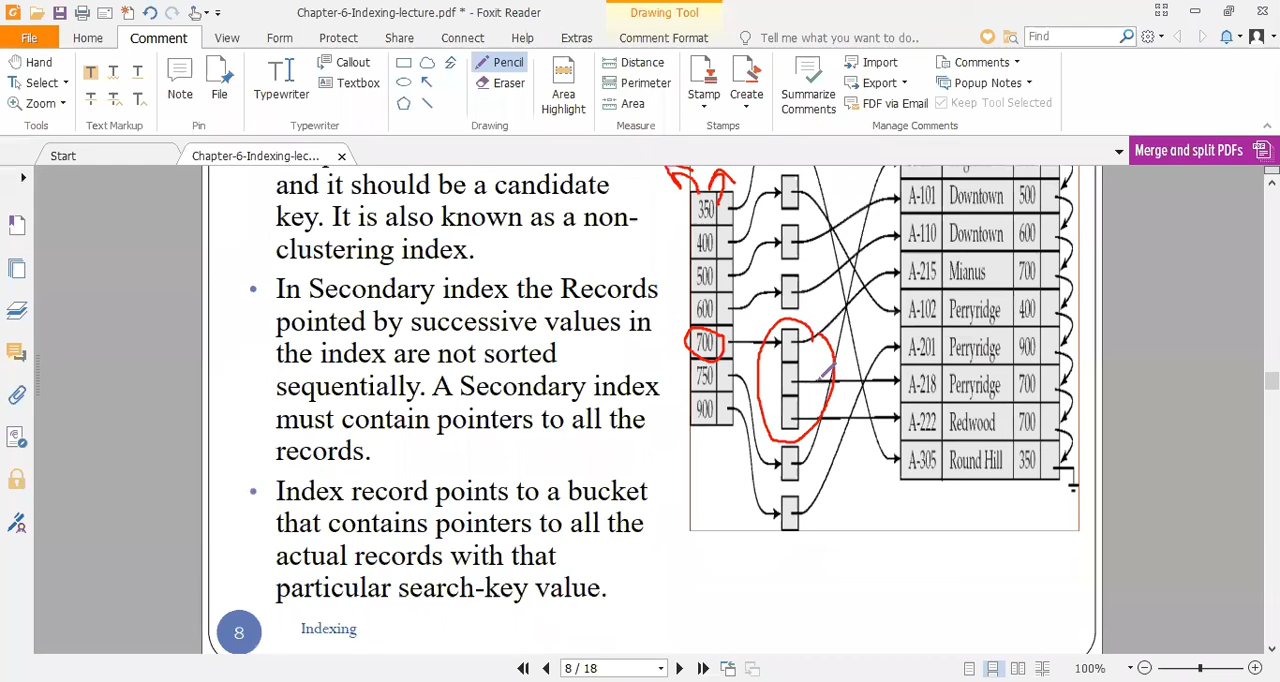 Chapter-6-Indexing-lecture.pdf * - Foxit Reader
Drawing Tool
File Home Comment View Form Protect Share Connect Help Extras Comment Format Tell me what you want to do.. Find
Hand
Select
Zoom
Tools
Text Markup
Note
File
Pin
Typewriter
Callout
Textbox
Typewriter
Pencil
Eraser
Drawing
Area
Highlight
Distance
Perimeter
Area
Measure
Stamp
Create
Stamps
Summarize
Comments
Import
Export
FDF via Email
Comments
Popup Notes
Keep Tool Selected
Manage Comments
Start
Chapter-6-Indexing-lec...
Merge and split PDFs
and it should be a candidate
key. It is also known as a non-
clustering index.
• In Secondary index the Records
pointed by successive values in
the index are not sorted
sequentially. A Secondary index
must contain pointers to all the
records.
• Index record points to a bucket
that contains pointers to all the
actual records with that
particular search-key value.
350
400
500
600
700
750
900
A-101 Downtown 500
A-110 Downtown 600
A-215 Mianus 700
A-102 Perryridge 400
A-201 Perryridge 900
A-218 Perryridge 700
A-222 Redwood 700
A-305 Round Hill 350
8 Indexing
8 / 18
100%